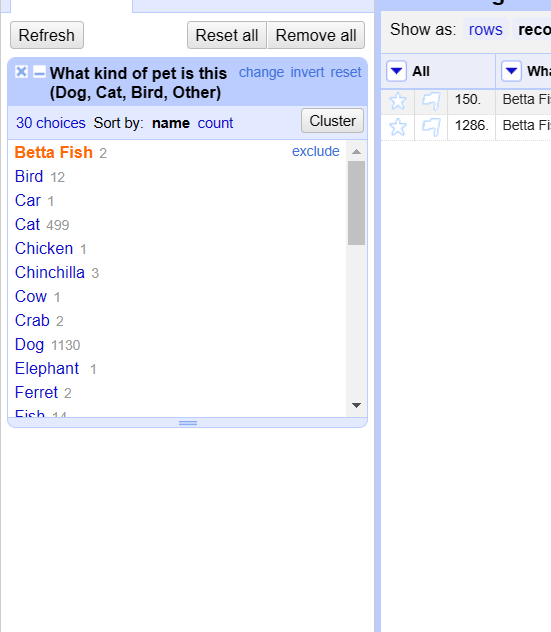 Refresh Reset all Remove all
What kind of pet is this change invert reset
(Dog, Cat, Bird, Other)
30 choices Sort by: name count Cluster
Betta Fish 2 exclude
Bird 12
Car 1
Cat 499
Chicken 1
Chinchilla 3
Cow 1
Crab 2
Dog 1130
Elephant 1
Ferret 2
Fish 14
Show as: rows reco
All Wha
150. Betta Fi
1286. Betta Fi